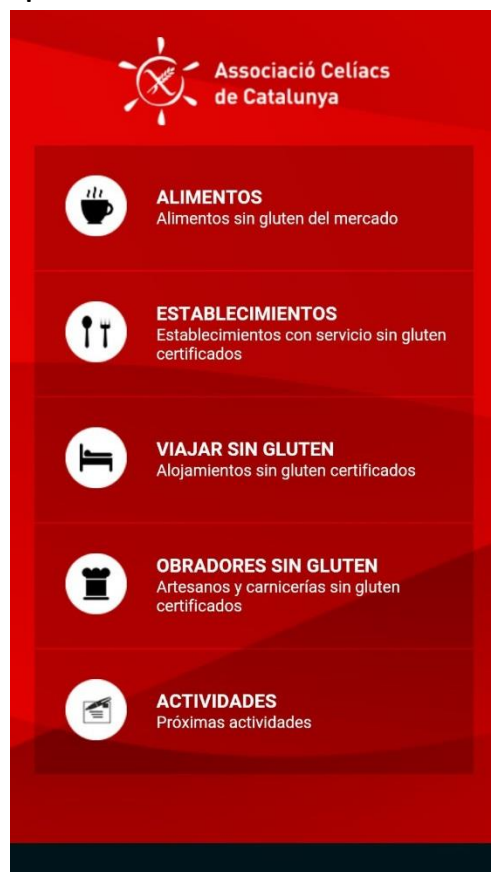 Associació Celíacs
de Catalunya
ALIMENTOS
Alimentos sin gluten del mercado
ESTABLECIMIENTOS
Establecimientos con servicio sin gluten
certificados
VIAJAR SIN GLUTEN
Alojamientos sin gluten certificados
OBRADORES SIN GLUTEN
Artesanos y carnicerías sin gluten
certificados
ACTIVIDADES
Próximas actividades